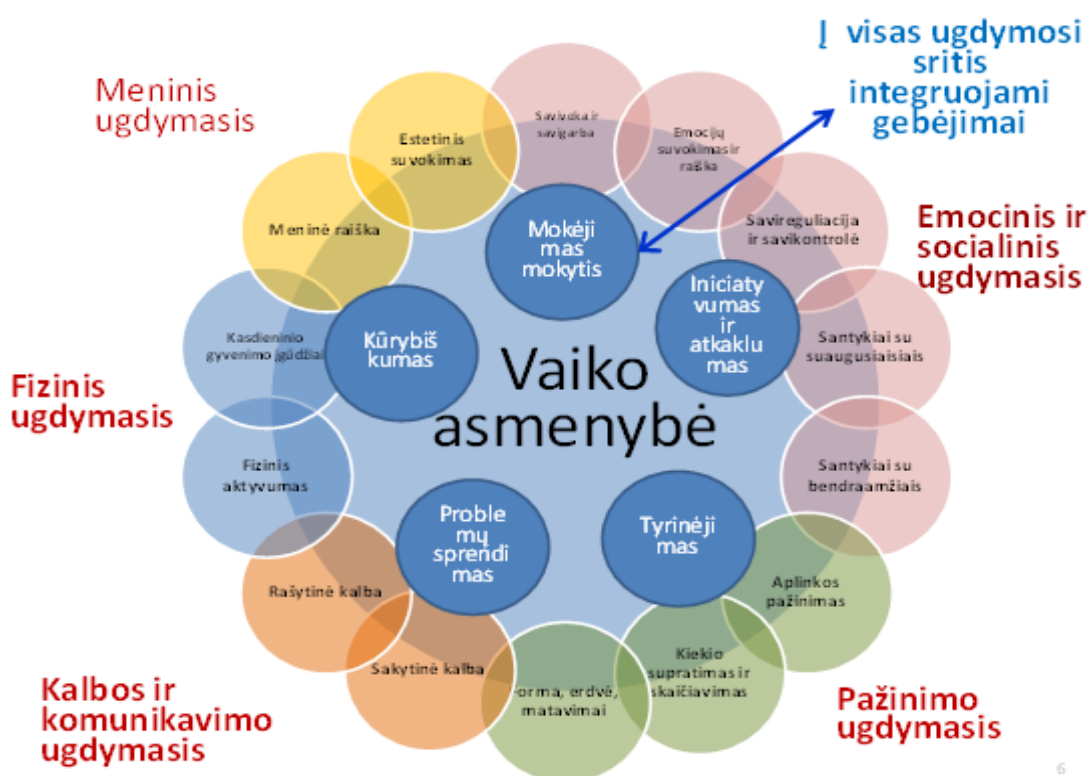 Į visas ugdymosi
sritis
integruojami
gebėjimai
Meninis
ugdymasis
Estetinis
suvokimas
Savivoka ir
savigarba
Emocijų
suvokimas ir
raiška
Meninė raiška
Mokėji
mas
mokytis
Savireguliacija
ir savikontrolė
Emocinis ir
socialinis
ugdymasis
Iniciaty
vumas
ir
atkaklu
mas
Kasdieninio
gyvenimo įgūdžiai
Kūrybiš
kumas
Santykiai su
suaugusiaisiais
Vaiko
asmenybė
Fizinis
ugdymasis
Fizinis
aktyvumas
Santykiai su
bendraamžiais
Proble
mų
sprendi
mas
Tyrinėji
mas
Rašytinė kalba
Aplinkos
pažinimas
Sakytinė kalba
Kiekio
supratimas ir
skaičiavimas
Forma, erdvė,
matavimai
Kalbos ir
komunikavimo
ugdymasis
Pažinimo
ugdymasis
6